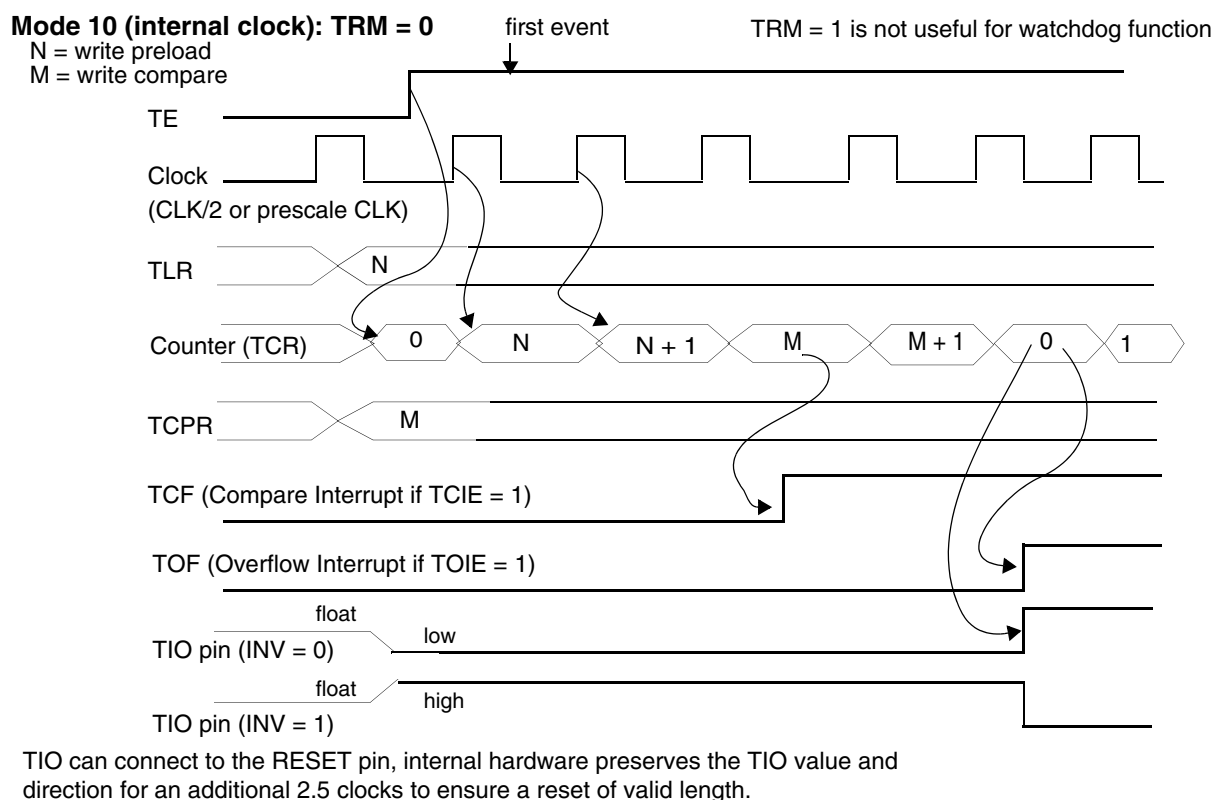 Mode 10 (internal clock): TRM = 0
first event
TRM = 1 is not useful for watchdog function
N = write preload
M = write compare
TE
Clock
(CLK/2 or prescale CLK)
TLR
N
Counter (TCR)
0
N
N + 1
M
M + 1
0
1
TCPR
M
TCF (Compare Interrupt if TCIE = 1)
TOF (Overflow Interrupt if TOIE = 1)
float
low
TIO pin (INV = 0)
float
high
TIO pin (INV = 1)
TIO can connect to the RESET pin, internal hardware preserves the TIO value and
direction for an additional 2.5 clocks to ensure a reset of valid length.